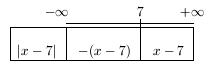 −∞ 7 +∞
|x − 7| −(x − 7) x − 7